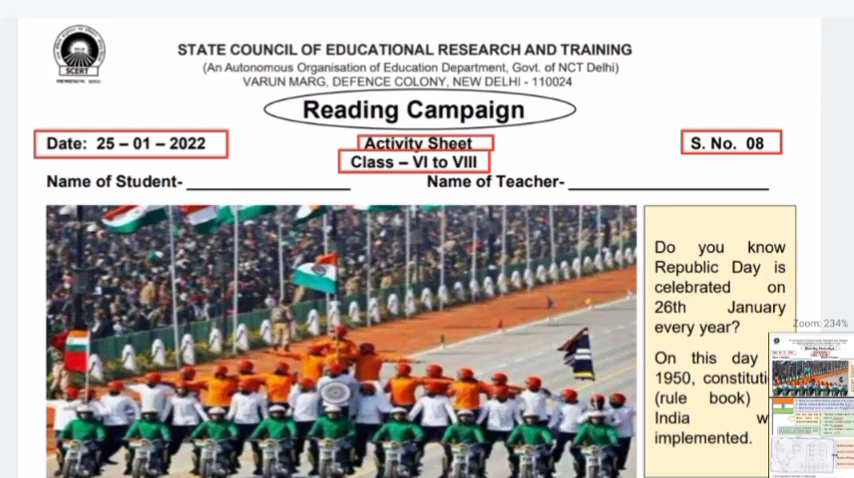 STATE COUNCIL OF EDUCATIONAL RESEARCH AND TRAINING
(An Autonomous Organisation of Education Department, Govt. of NCT Delhi)
VARUN MARG, DEFENCE COLONY, NEW DELHI - 110024
SCERT
Reading Campaign
Date: 25 – 01 – 2022
Activity Sheet
S. No. 08
Class – VI to VIII
Name of Student-
Name of Teacher-
Do you know
Republic Day is
celebrated on
26th January
every year?
Zoom: 234%
On this day
1950, constituti
(rule book)
India w
implemented.